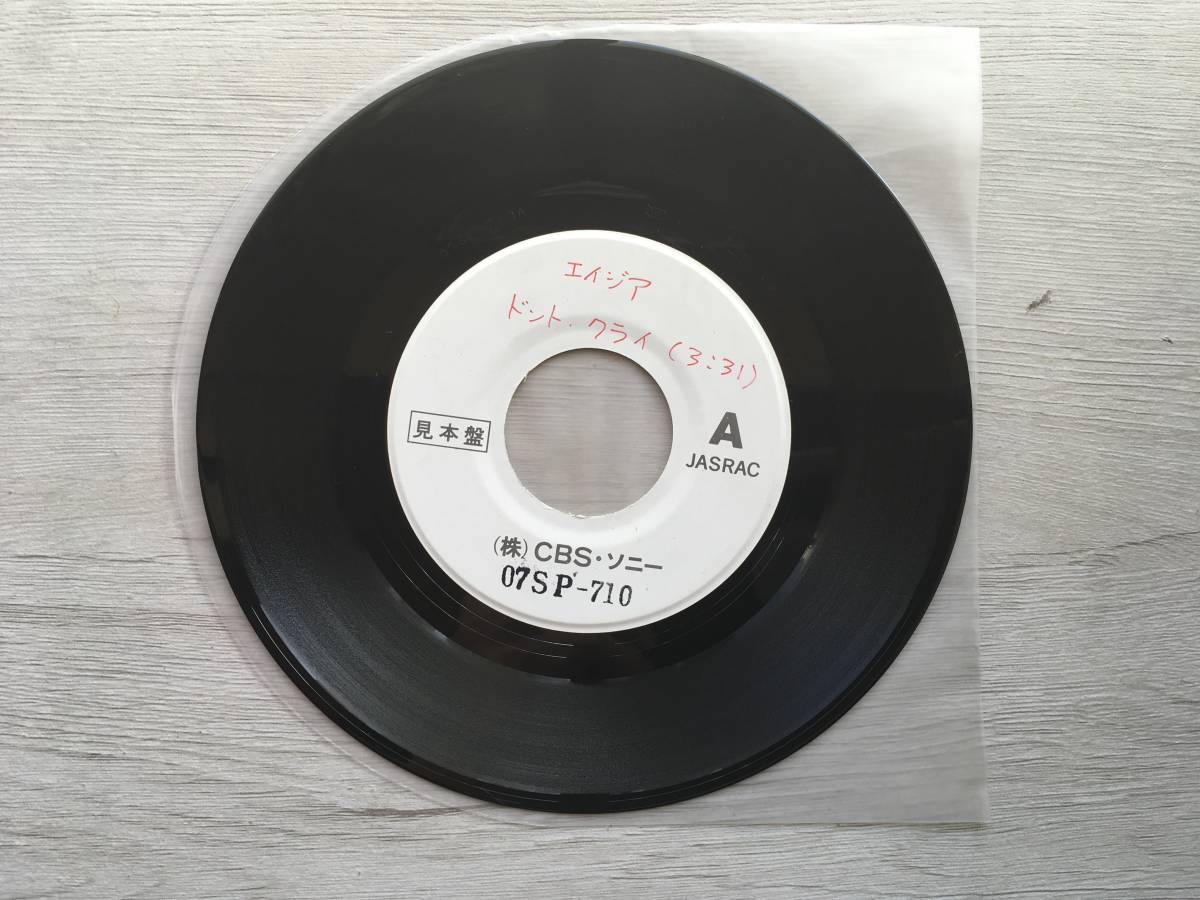 エイジア
ドント・クライ(3:31)
見本盤
A
JASRAC
(株)CBS・ソニー
07SP-710